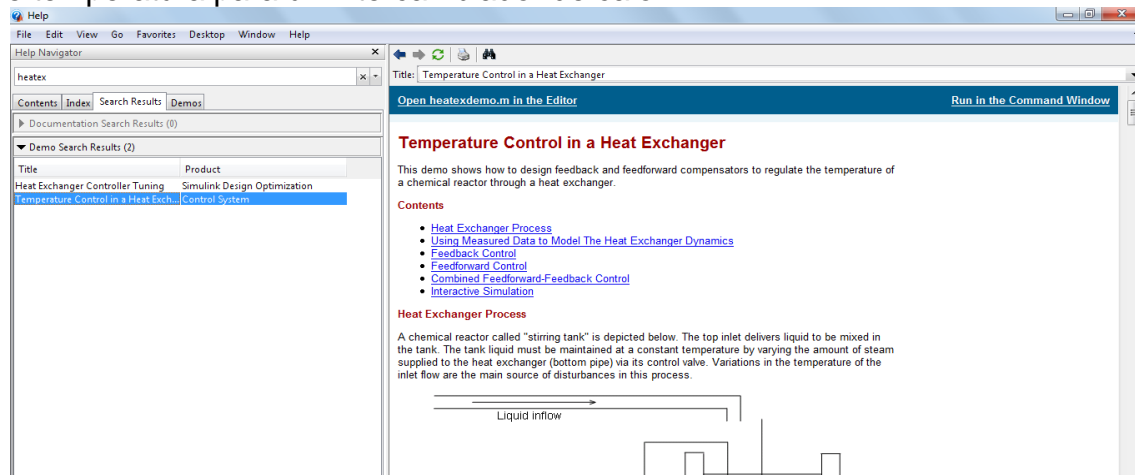 Help
File Edit View Go Favorites Desktop Window Help
Help Navigator
heatex
Contents Index Search Results Demos
Documentation Search Results (0)
Demo Search Results (2)
Title Product
Heat Exchanger Controller Tuning Simulink Design Optimization
Temperature Control in a Heat Exch... Control System
Title: Temperature Control in a Heat Exchanger
Open heatexdemo.m in the Editor Run in the Command Window
Temperature Control in a Heat Exchanger
This demo shows how to design feedback and feedforward compensators to regulate the temperature of
a chemical reactor through a heat exchanger.
Contents
Heat Exchanger Process
Using Measured Data to Model The Heat Exchanger Dynamics
Feedback Control
Feedforward Control
Combined Feedforward-Feedback Control
Interactive Simulation
Heat Exchanger Process
A chemical reactor called "stirring tank" is depicted below. The top inlet delivers liquid to be mixed in
the tank. The tank liquid must be maintained at a constant temperature by varying the amount of steam
supplied to the heat exchanger (bottom pipe) via its control valve. Variations in the temperature of the
inlet flow are the main source of disturbances in this process.
Liquid inflow